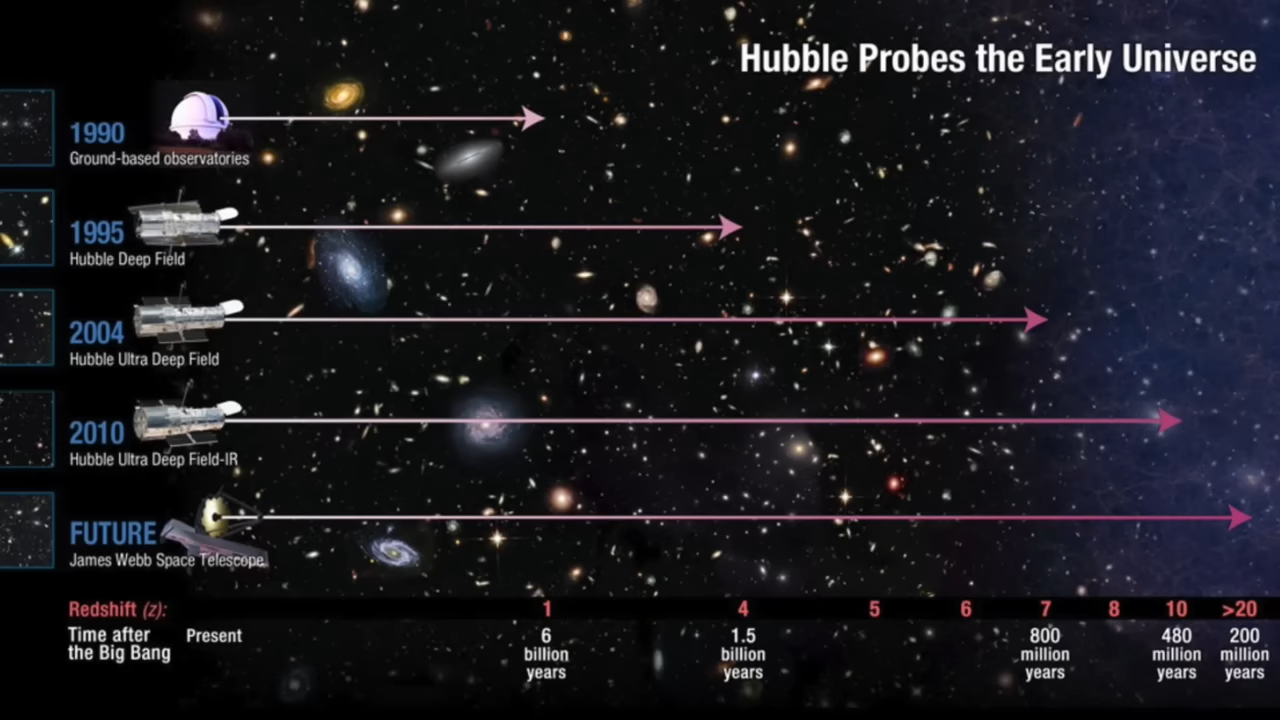 Hubble Probes the Early Universe
1990
Ground-based observatories
1995
Hubble Deep Field
2004
Hubble Ultra Deep Field
2010
Hubble Ultra Deep Field-IR
FUTURE
James Webb Space Telescope
Redshift (z): 1 4 5 6 7 8 10 >20
Time after the Big Bang
Present
6 billion years
1.5 billion years
800 million years
480 million years
200 million years